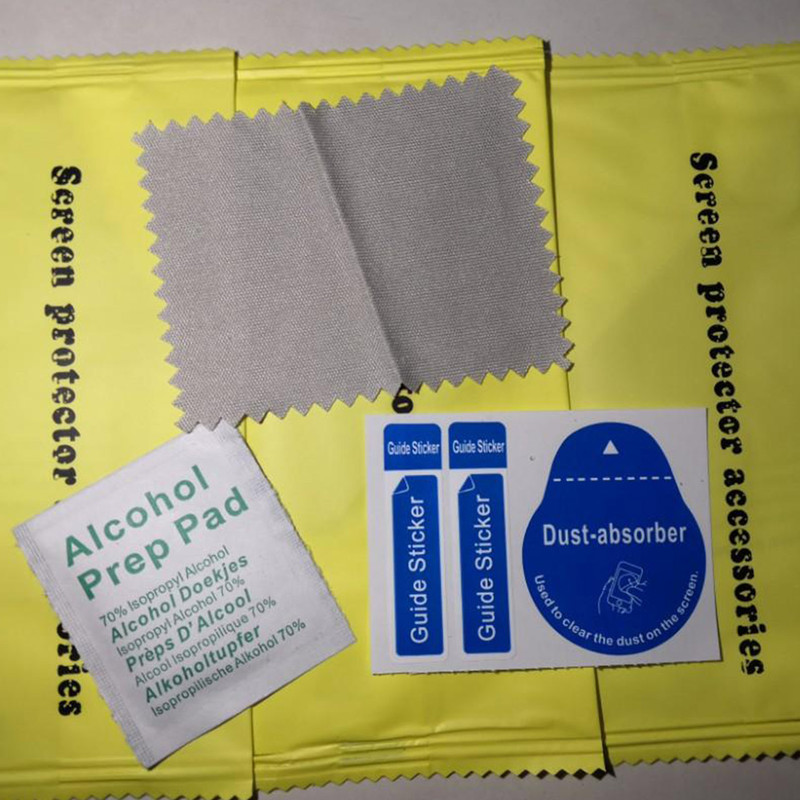 Screen protector
ories
Screen protector accessories
Alcohol
Prep Pad
70% Isopropyl Alcohol
Alcohol Doekjes
Isopropyl Alcohol 70%
Prèps D'Alcool
Alcool Isopropilique 70%
Alkoholtupfer
Isopropilische Alkohol 70%
Guide Sticker
Guide Sticker
Guide Sticker
Guide Sticker
Dust-absorber
Used to clear the dust on the screen.